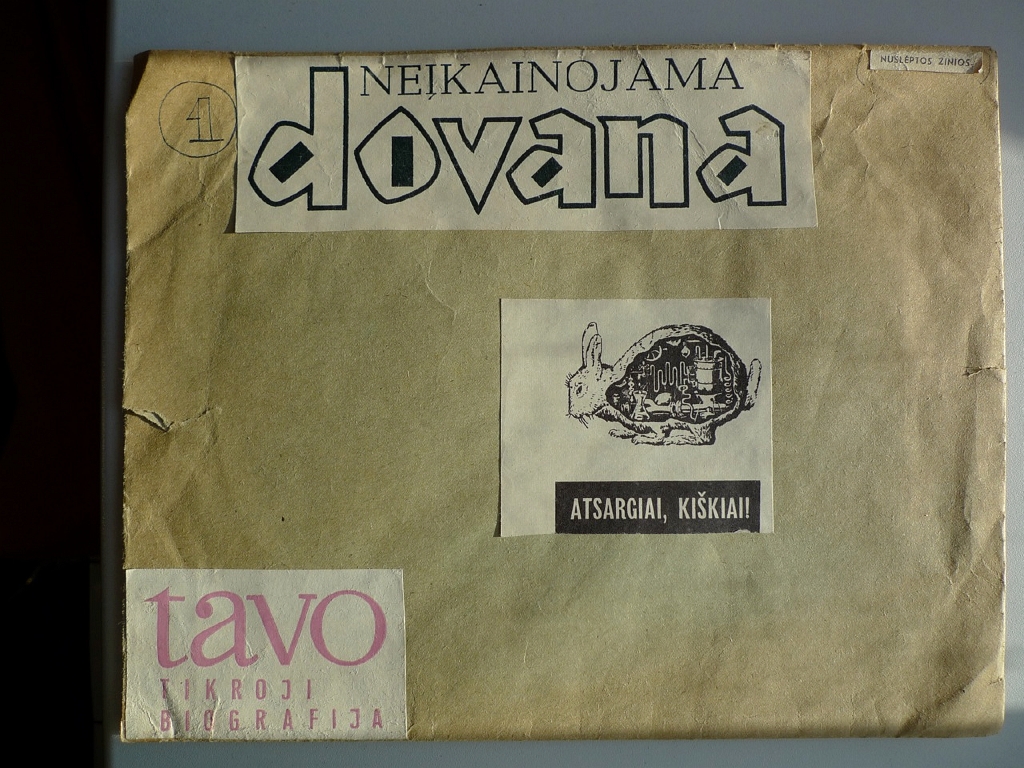 NUSLĖPTOS ŽINIOS
1
NEĮKAINOJAMA
dovana
ATSARGIAI, KIŠKIAI!
tavo
TIKROJI
BIOGRAFIJA